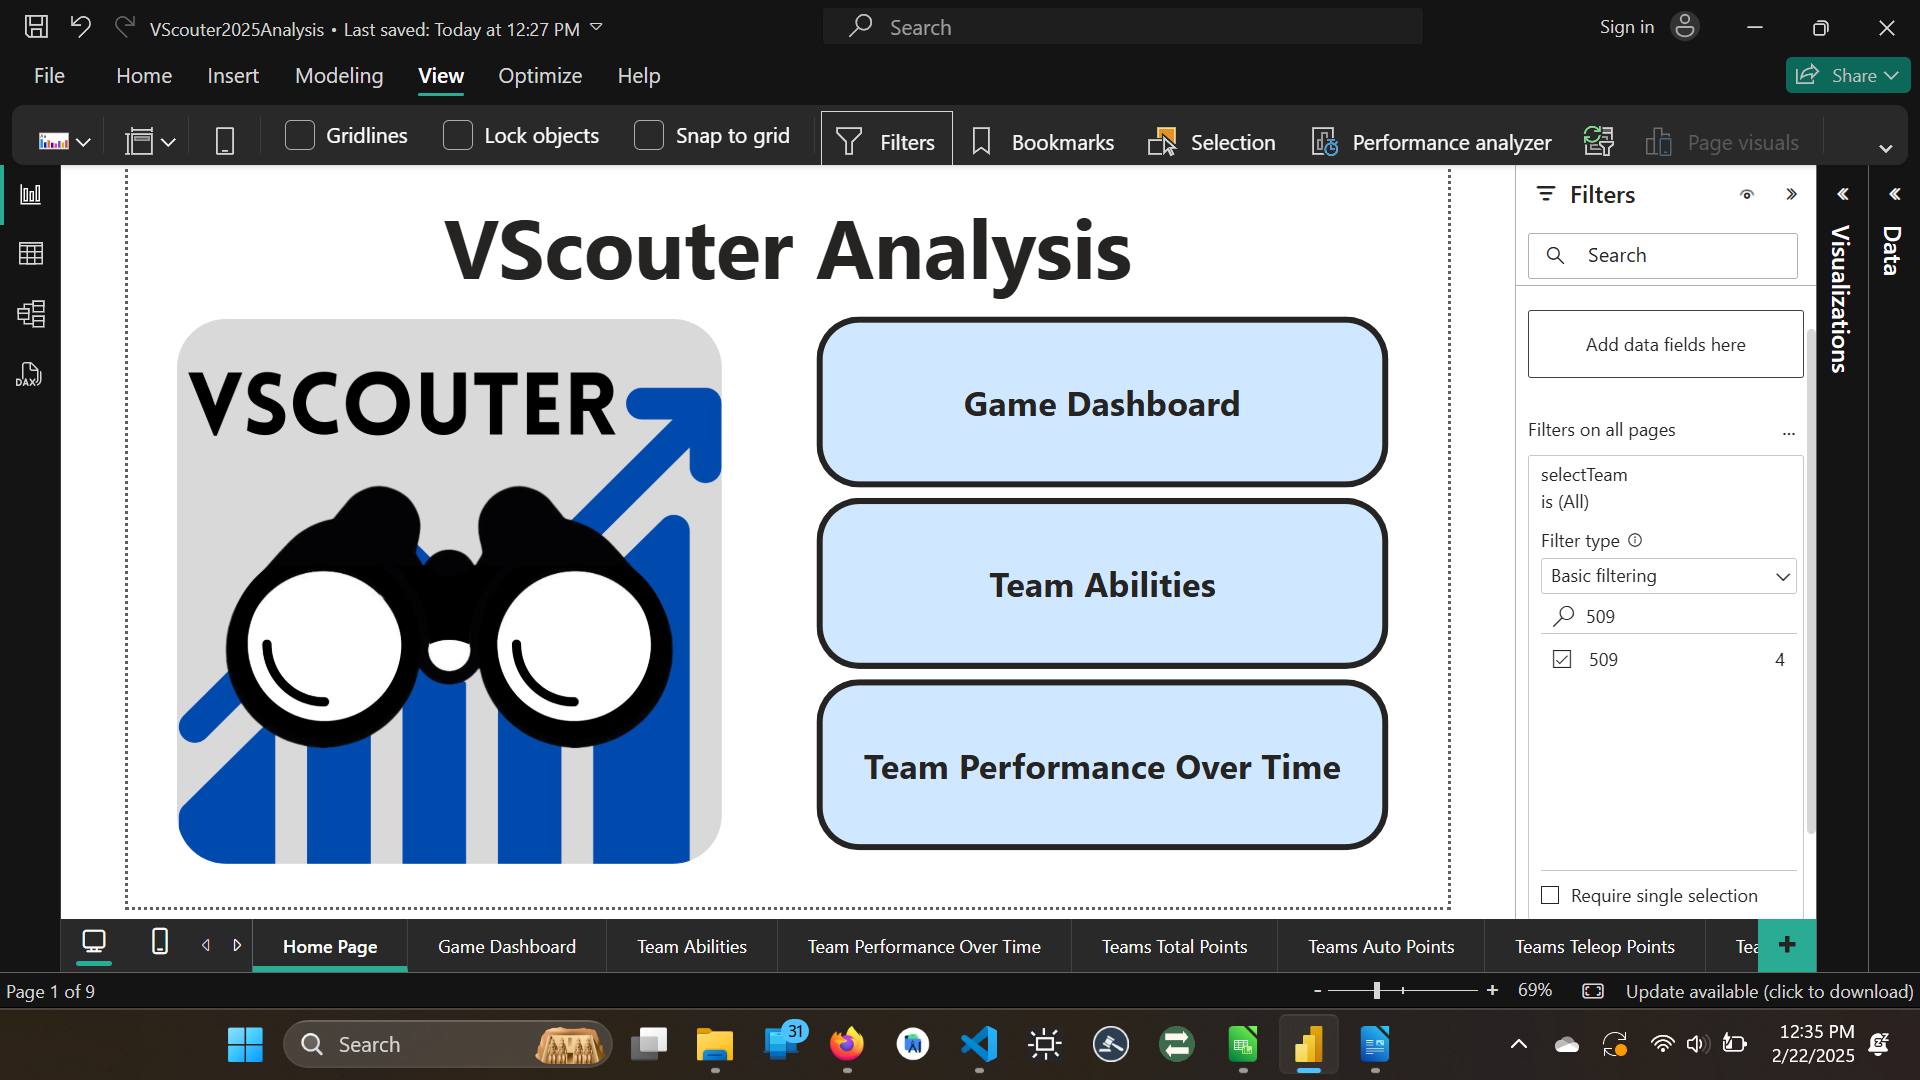 VScouter2025Analysis • Last saved: Today at 12:27 PM
Search
Sign in
File Home Insert Modeling View Optimize Help
Share
Gridlines Lock objects Snap to grid Filters Bookmarks Selection Performance analyzer Page visuals
DAX
VScouter Analysis
VSCOUTER
Game Dashboard
Team Abilities
Team Performance Over Time
Filters
Search
Add data fields here
Filters on all pages ...
selectTeam
is (All)
Filter type
Basic filtering
509
509 4
Require single selection
Visualizations
Data
Home Page Game Dashboard Team Abilities Team Performance Over Time Teams Total Points Teams Auto Points Teams Teleop Points
Page 1 of 9
- + 69% Update available (click to download)
Search
31
12:35 PM
2/22/2025